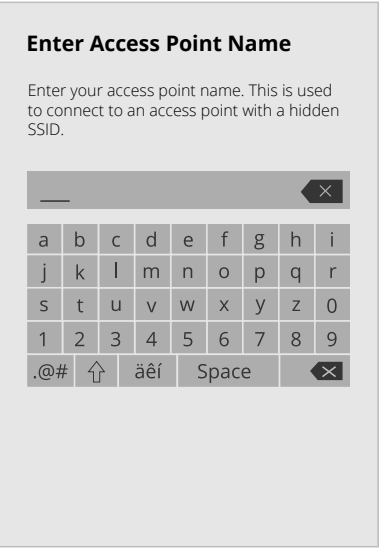 Enter Access Point Name
Enter your access point name. This is used
to connect to an access point with a hidden
SSID.
a b c d e f g h i
j k l m n o p q r
s t u v w x y z 0
1 2 3 4 5 6 7 8 9
.@# äêí Space